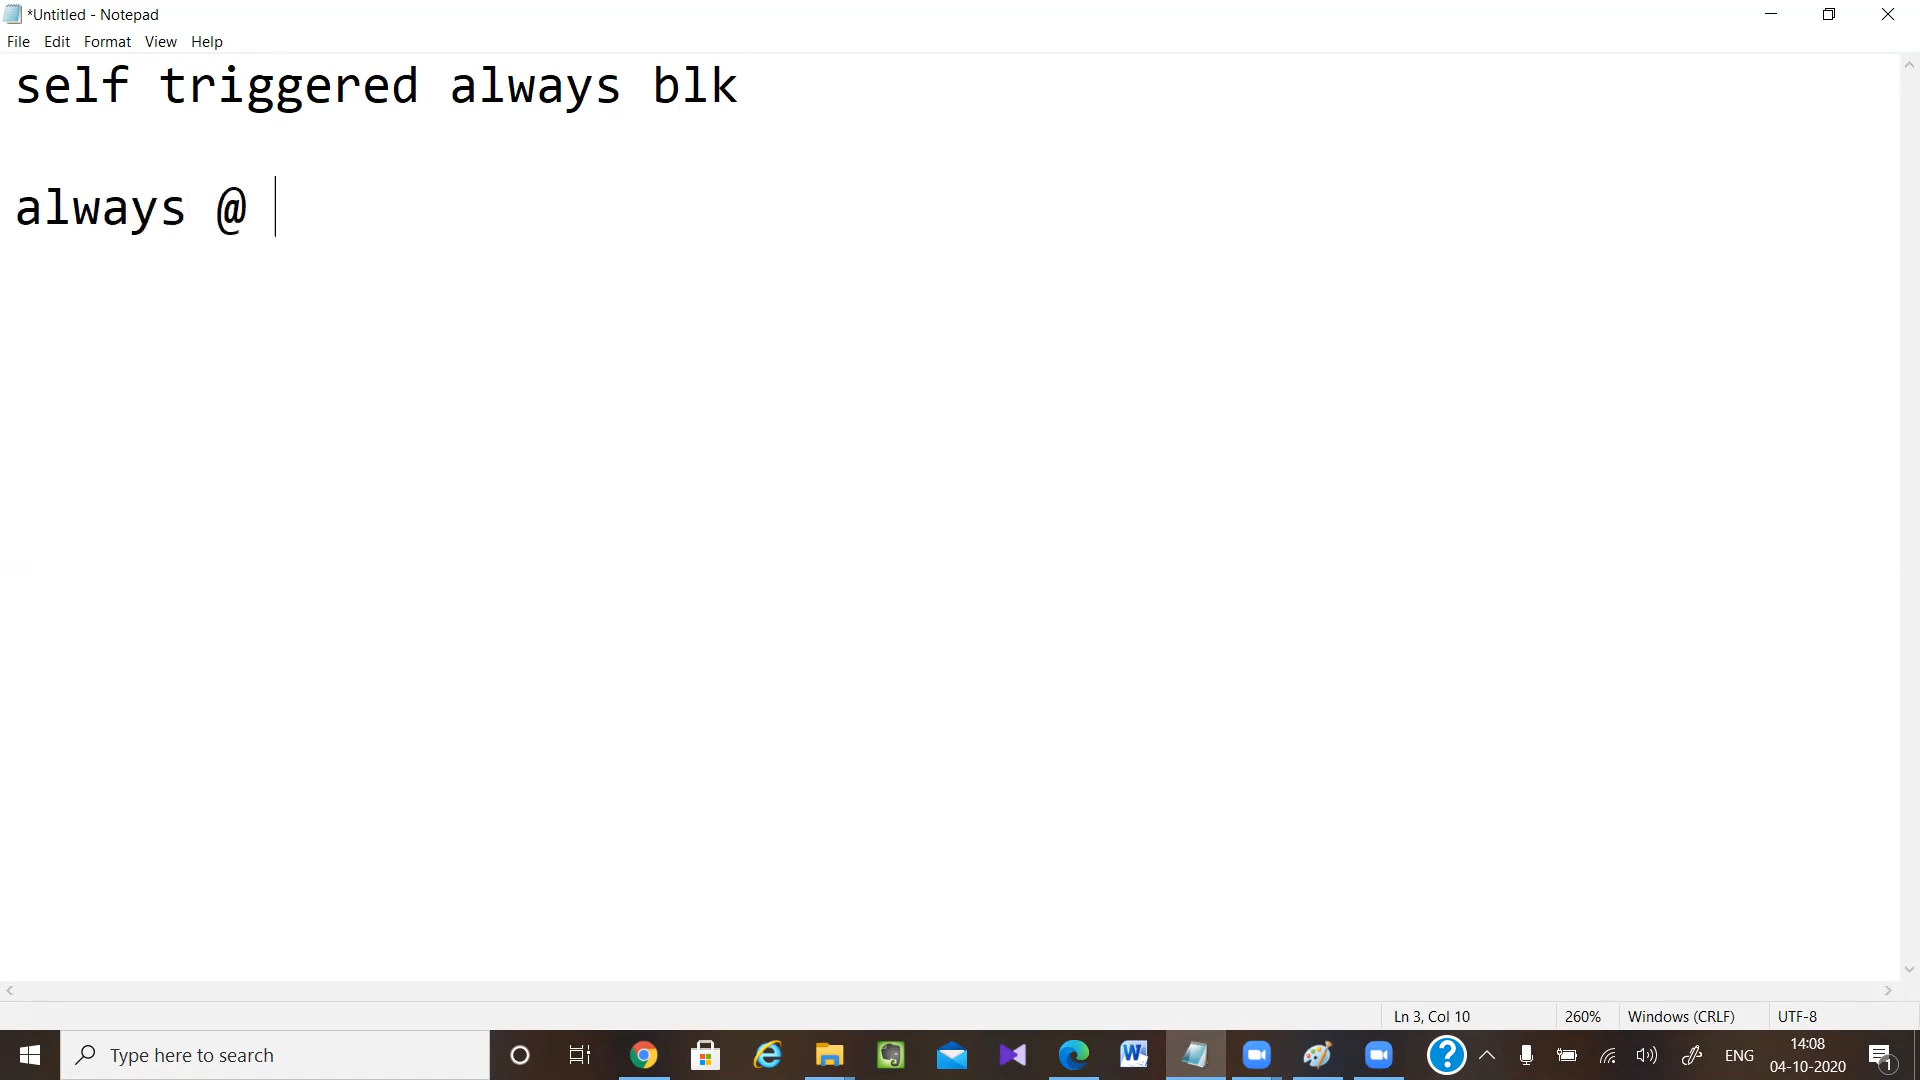 *Untitled - Notepad
File Edit Format View Help
self triggered always blk
always @
Ln 3, Col 10 260% Windows (CRLF) UTF-8
Type here to search
ENG
14:08
04-10-2020
1